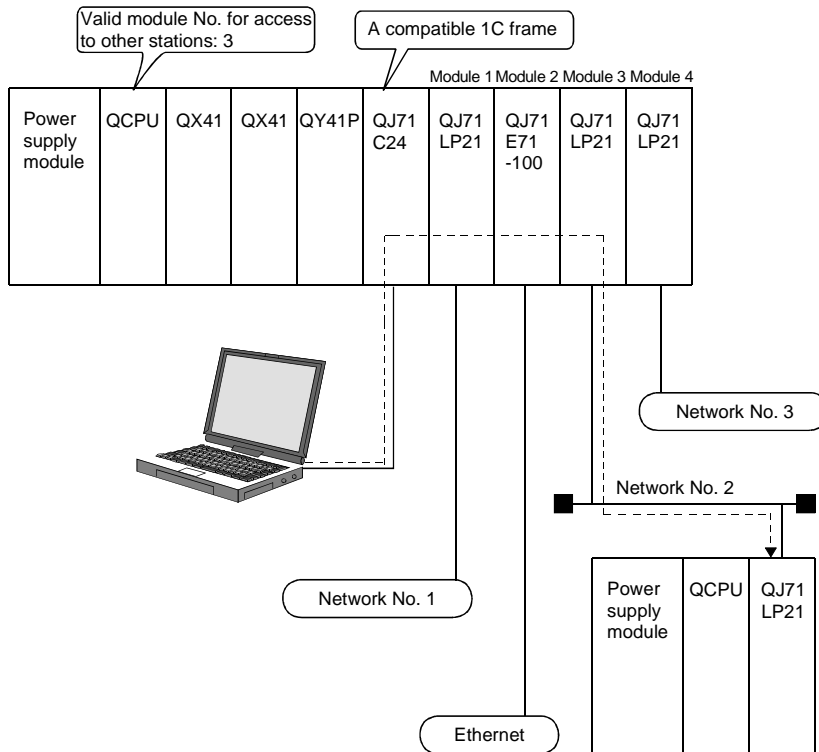 Valid module No. for access
to other stations: 3
A compatible 1C frame
Module 1 Module 2 Module 3 Module 4
Power
supply
module
QCPU
QX41
QX41
QY41P
QJ71
C24
QJ71
LP21
QJ71
E71
-100
QJ71
LP21
QJ71
LP21
Network No. 3
Network No. 2
Network No. 1
Power
supply
module
QCPU
QJ71
LP21
Ethernet